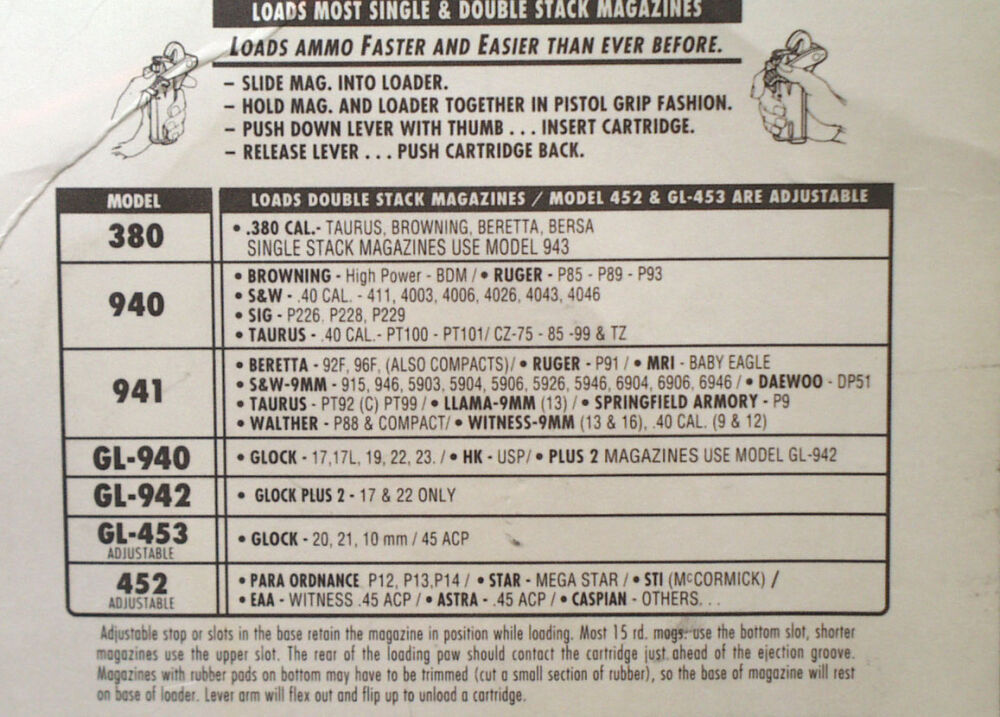 LOADS MOST SINGLE & DOUBLE STACK MAGAZINES
LOADS AMMO FASTER AND EASIER THAN EVER BEFORE.
– SLIDE MAG. INTO LOADER.
– HOLD MAG. AND LOADER TOGETHER IN PISTOL GRIP FASHION.
– PUSH DOWN LEVER WITH THUMB . . . INSERT CARTRIDGE.
– RELEASE LEVER . . . PUSH CARTRIDGE BACK.
MODEL
LOADS DOUBLE STACK MAGAZINES / MODEL 452 & GL-453 ARE ADJUSTABLE
380
• .380 CAL.- TAURUS, BROWNING, BERETTA, BERSA
SINGLE STACK MAGAZINES USE MODEL 943
940
• BROWNING - High Power - BDM / • RUGER - P85 - P89 - P93
• S&W - .40 CAL. - 411, 4003, 4006, 4026, 4043, 4046
• SIG - P226, P228, P229
• TAURUS - .40 CAL.- PT100 - PT101/ CZ-75 - 85 -99 & TZ
941
• BERETTA - 92F, 96F, (ALSO COMPACTS)/ • RUGER - P91 / • MRI - BABY EAGLE
• S&W-9MM - 915, 946, 5903, 5904, 5906, 5926, 5946, 6904, 6906, 6946 / • DAEWOO - DP51
• TAURUS - PT92 (C) PT99 / • LLAMA-9MM (13) / • SPRINGFIELD ARMORY - P9
• WALTHER - P88 & COMPACT/ • WITNESS-9MM (13 & 16), .40 CAL. (9 & 12)
GL-940
• GLOCK - 17,17L, 19, 22, 23. / • HK - USP/ • PLUS 2 MAGAZINES USE MODEL GL-942
GL-942
• GLOCK PLUS 2 - 17 & 22 ONLY
GL-453
ADJUSTABLE
• GLOCK - 20, 21, 10 mm / 45 ACP
452
ADJUSTABLE
• PARA ORDNANCE P12, P13,P14 / • STAR - MEGA STAR / • STI (McCORMICK) /
• EAA - WITNESS .45 ACP / • ASTRA - .45 ACP / • CASPIAN - OTHERS. . .
Adjustable stop or slots in the base retain the magazine in position while loading. Most 15 rd. mags. use the bottom slot, shorter
magazines use the upper slot. The rear of the loading paw should contact the cartridge just ahead of the ejection groove.
Magazines with rubber pads on bottom may have to be trimmed (cut a small section of rubber), so the base of magazine will rest
on base of loader. Lever arm will flex out and flip up to unload a cartridge.